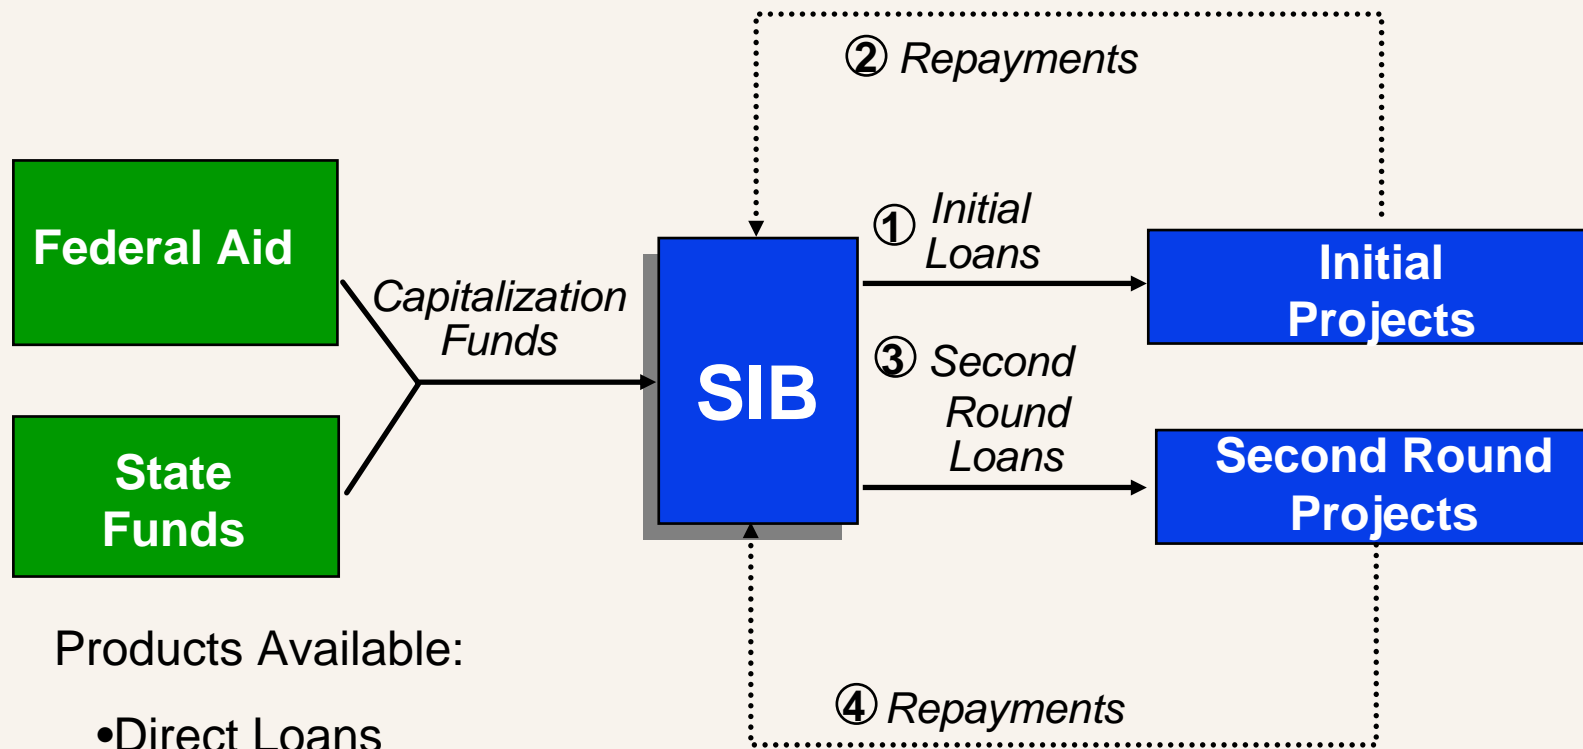 ② Repayments
Federal Aid
Capitalization
Funds
State
Funds
SIB
① Initial
Loans
Initial
Projects
③ Second
Round
Loans
Second Round
Projects
④ Repayments
Products Available:
•Direct Loans